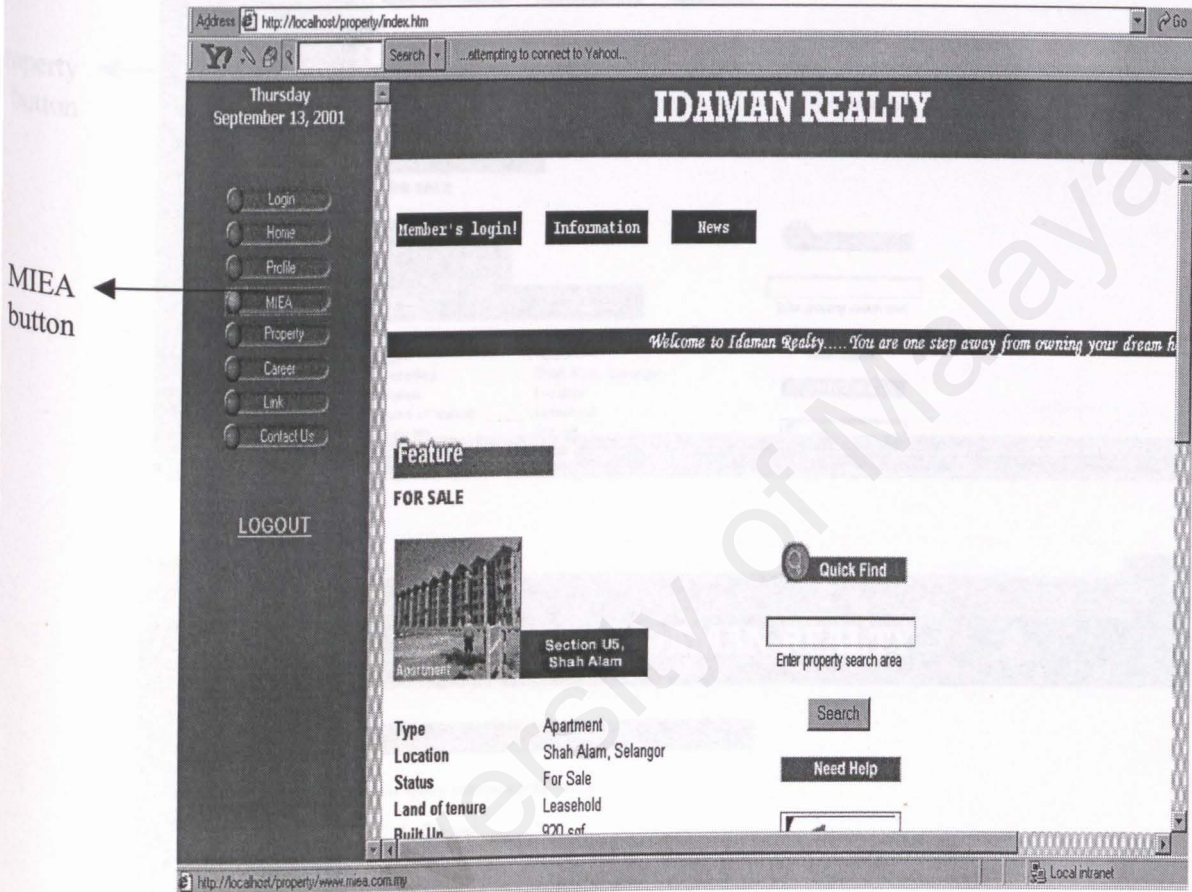 Address http://localhost/property/index.htm Go
Y? Search ...attempting to connect to Yahoo!...
Thursday
September 13, 2001
IDAMAN REALTY
Login
Home
Profile
MIEA
Property
Career
Link
Contact Us
LOGOUT
MIEA
button
Member's login! Information News
Welcome to Idaman Realty.....You are one step away from owning your dream h
Feature
FOR SALE
Apartment
Section U5,
Shah Alam
Quick Find
Enter property search area
Search
Need Help
Type Apartment
Location Shah Alam, Selangor
Status For Sale
Land of tenure Leasehold
Built Up 920 sqf
http://localhost/property/www.miea.com.my Local intranet
University of Malaya